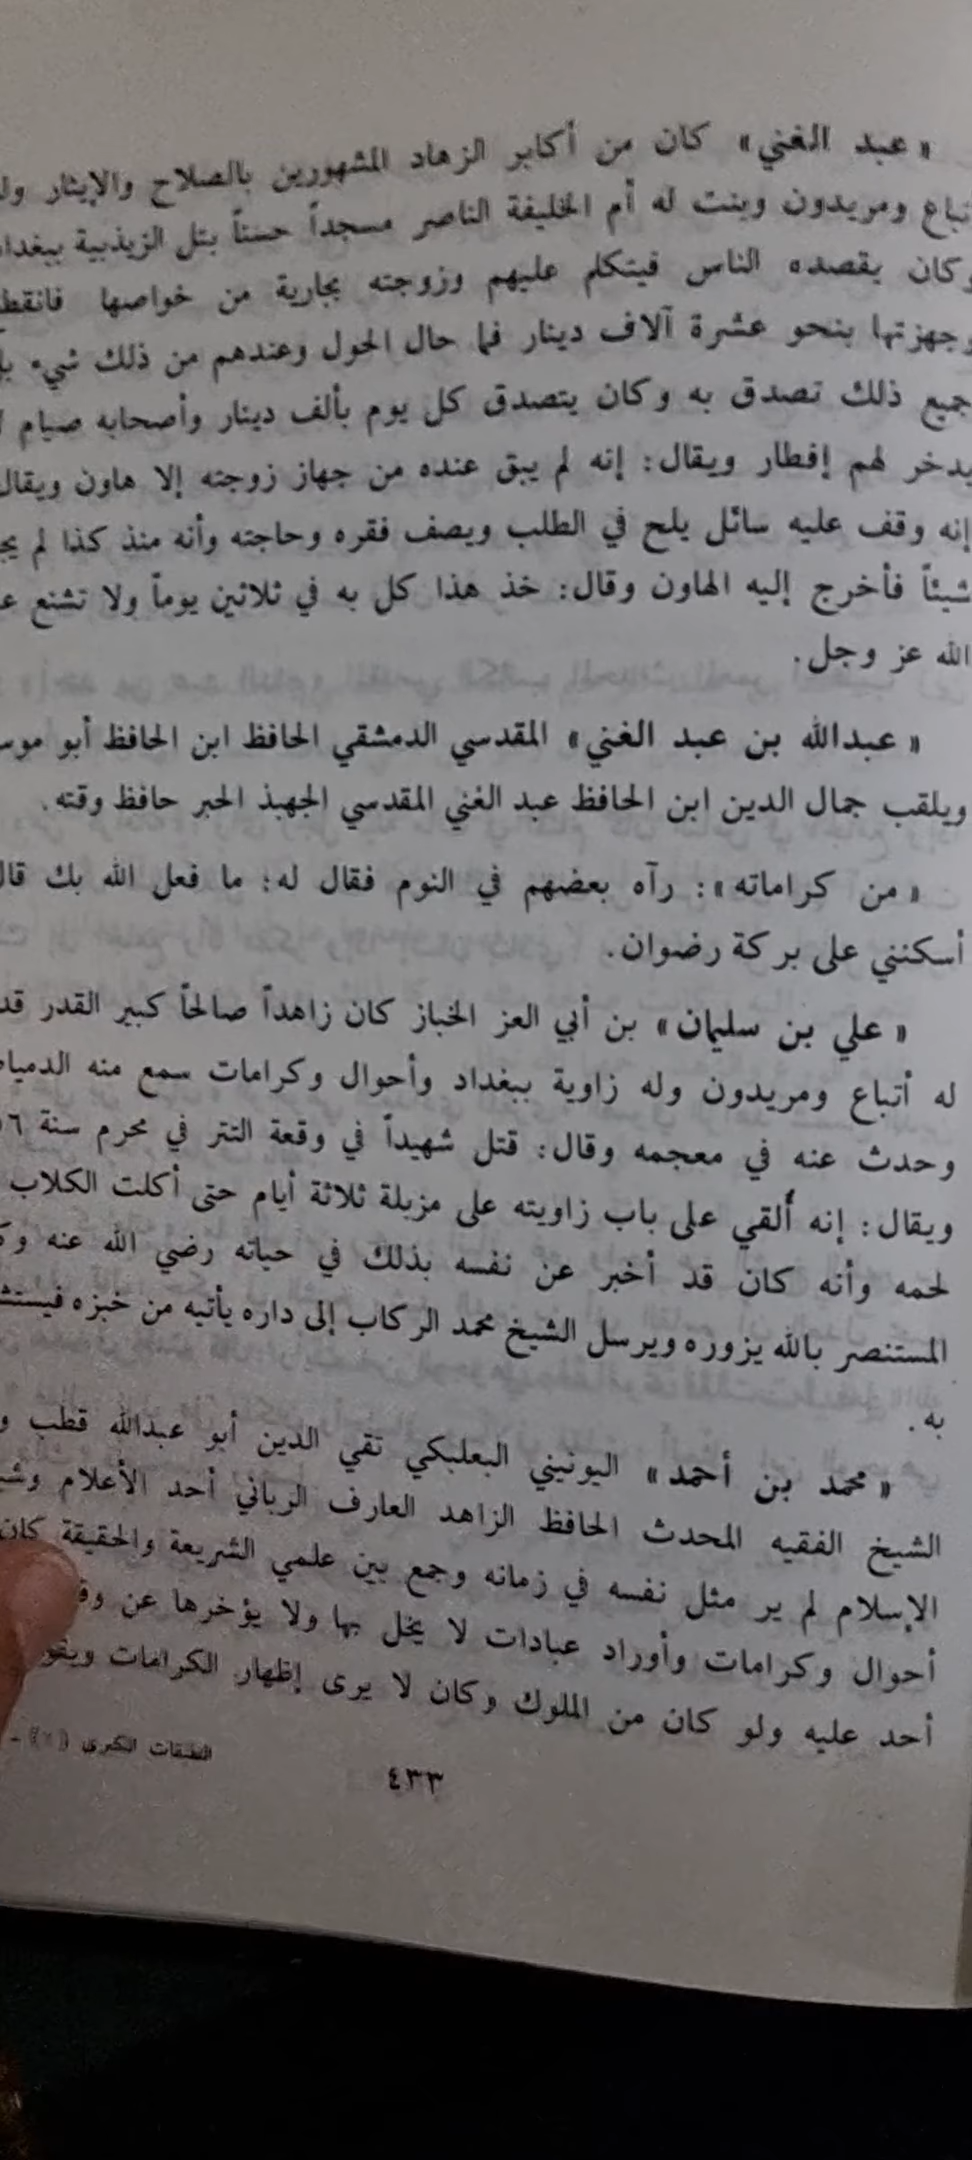 « عبد الغني » كان من أكابر الزهاد المشهورين بالصلاح والإيثار
ومريدون وبنت له أم الخليفة الناصر مسجداً حسناً بتل الزيذبية
وكان يقصده الناس فيتكلم عليهم وزوجته بجارية من خواصها
وجهزتها بنحو عشرة آلاف دينار فما حال الحول وعندهم من ذلك شيء
جميع ذلك تصدق به وكان يتصدق كل يوم بألف دينار وأصحابه صيام
يدخر لهم إفطار ويقال: إنه لم يبق عنده من جهاز زوجته إلا هاون ويقال
إنه وقف عليه سائل يلح في الطلب ويصف فقره وحاجته وأنه منذ كذا لم
شيئاً فأخرج إليه الهاون وقال: خذ هذا كل به في ثلاثين يوماً ولا تشنع
الله عز وجل.
« عبدالله بن عبد الغني » المقدسي الدمشقي الحافظ ابن الحافظ أبو
ويلقب جمال الدين ابن الحافظ عبد الغني المقدسي الجهبذ الحبر حافظ وقته.
« من كراماته »: رآه بعضهم في النوم فقال له: ما فعل الله بك
أسكنني على بركة رضوان.
« علي بن سليمان » بن أبي العز الخباز كان زاهداً صالحاً كبير القدر
له أتباع ومريدون وله زاوية ببغداد وأحوال وكرامات سمع منه
وحدث عنه في معجمه وقال: قتل شهيداً في وقعة التتر في محرم سنة
ويقال: إنه أُلقي على باب زاويته على مزبلة ثلاثة أيام حتى أكلت الكلاب
لحمه وأنه كان قد أخبر عن نفسه بذلك في حياته رضي الله عنه
المستنصر بالله يزوره ويرسل الشيخ محمد الركاب إلى داره يأتيه من خبزه
به.
« محمد بن أحمد » اليونيني البعلبكي تقي الدين أبو عبدالله قطب
الشيخ الفقيه المحدث الحافظ الزاهد العارف الرباني أحد الأعلام
الإسلام لم ير مثل نفسه في زمانه وجمع بين علمي الشريعة والحقيقة كان
أحوال وكرامات وأوراد عبادات لا يخل بها ولا يؤخرها عن
أحد عليه ولو كان من الملوك وكان لا يرى إظهار الكرامات
الطبقات الكبرى
٤٣٣